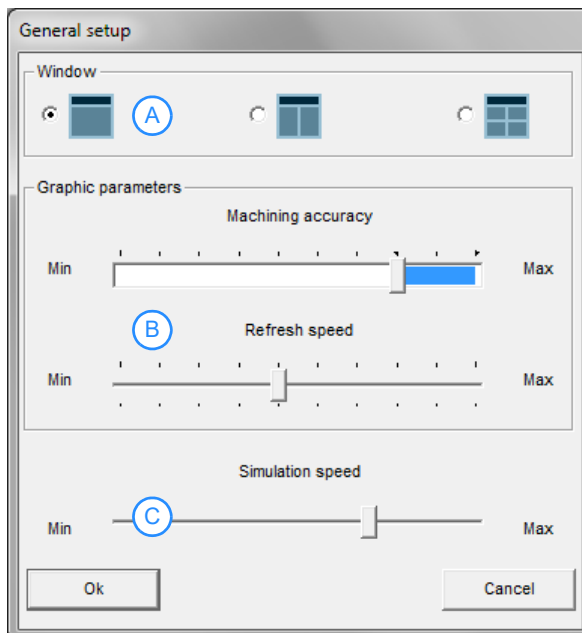 General setup
Window
A
Graphic parameters
Machining accuracy
Min Max
B Refresh speed
Min Max
Simulation speed
Min C Max
Ok Cancel